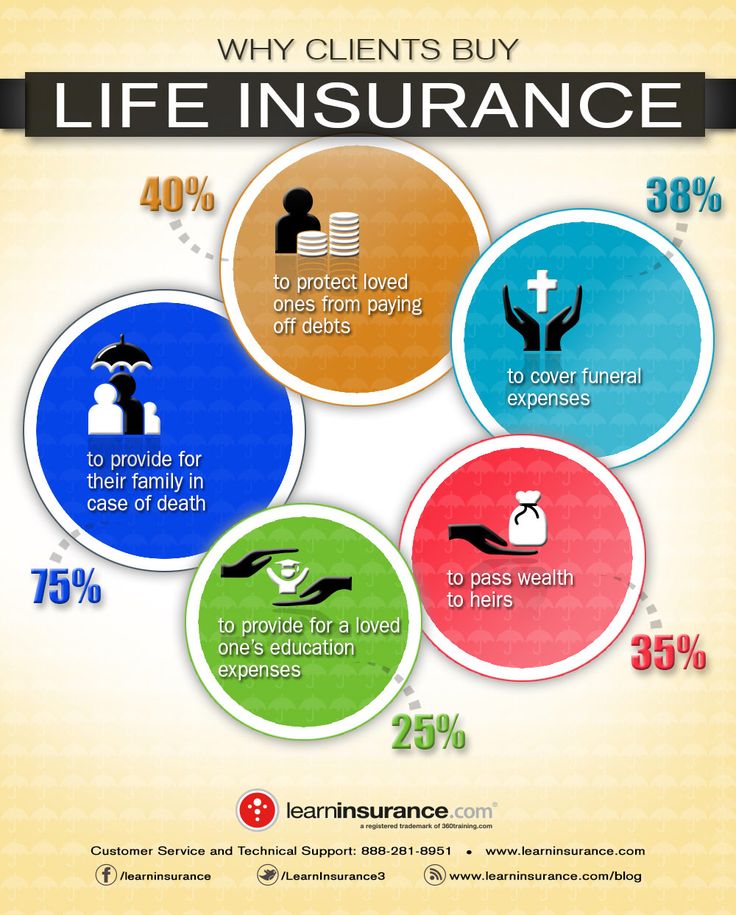 WHY CLIENTS BUY
LIFE INSURANCE
40%
to protect loved
ones from paying
off debts
38%
to cover funeral
expenses
to provide for
their family in
case of death
75%
to pass wealth
to heirs
35%
to provide for a loved
one's education
expenses
25%
learninsurance.com®
a registered trademark of 360training.com
Customer Service and Technical Support: 888-281-8951 • www.learninsurance.com
/learninsurance /LearnInsurance3 www.learninsurance.com/blog